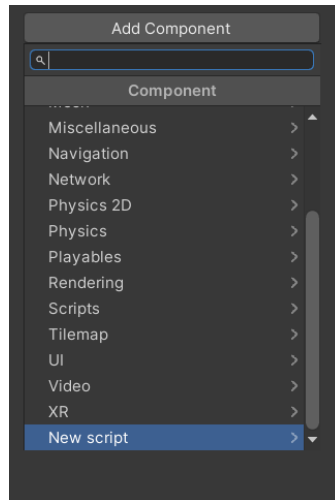 Add Component
Component
Miscellaneous
Navigation
Network
Physics 2D
Physics
Playables
Rendering
Scripts
Tilemap
UI
Video
XR
New script